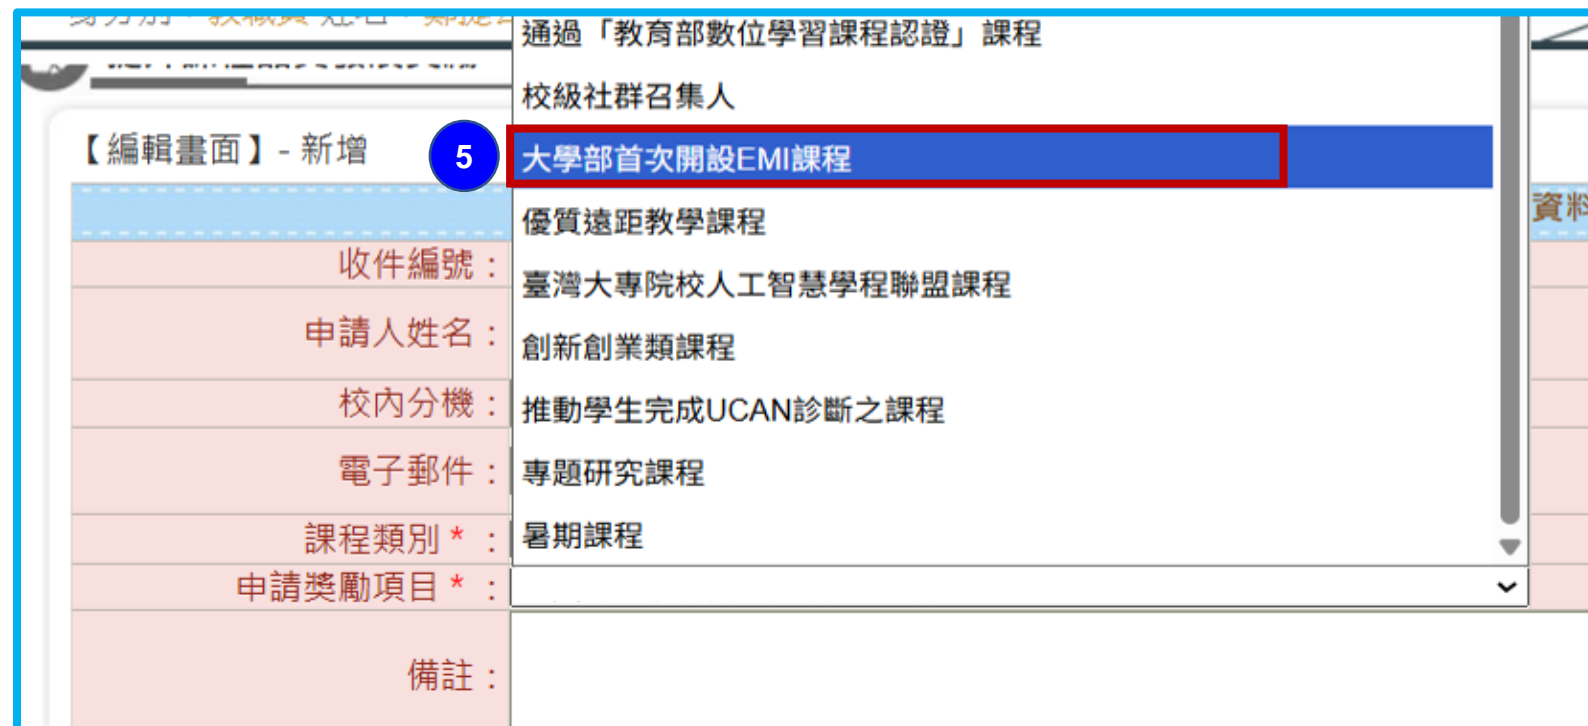 通過「教育部數位學習課程認證」課程
校級社群召集人
【編輯畫面】- 新增
5
大學部首次開設EMI課程
優質遠距教學課程
資料
收件編號：
臺灣大專院校人工智慧學程聯盟課程
申請人姓名：
創新創業類課程
校內分機：
推動學生完成UCAN診斷之課程
電子郵件：
專題研究課程
課程類別 * ：
暑期課程
申請獎勵項目 * ：
備註：